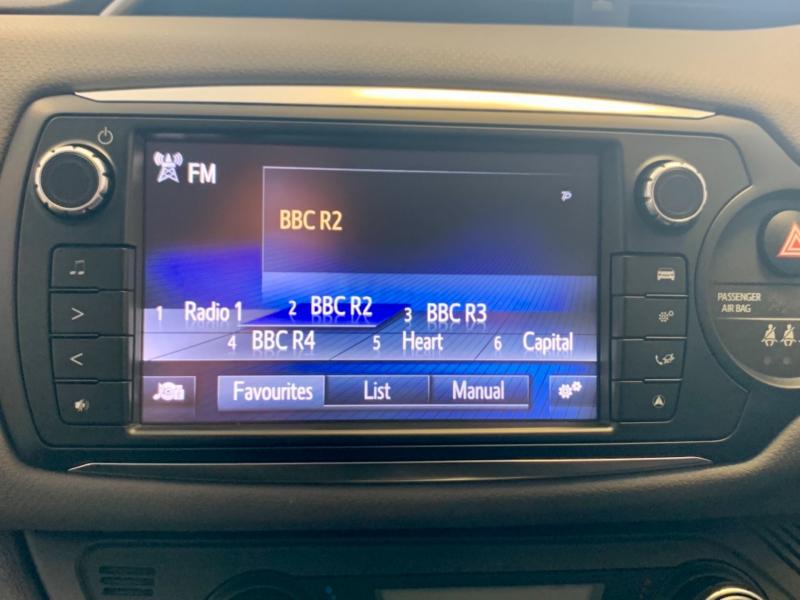 FM
TP
BBC R2
1 Radio 1 2 BBC R2 3 BBC R3
4 BBC R4 5 Heart 6 Capital
Favourites List Manual
PASSENGER
AIR BAG